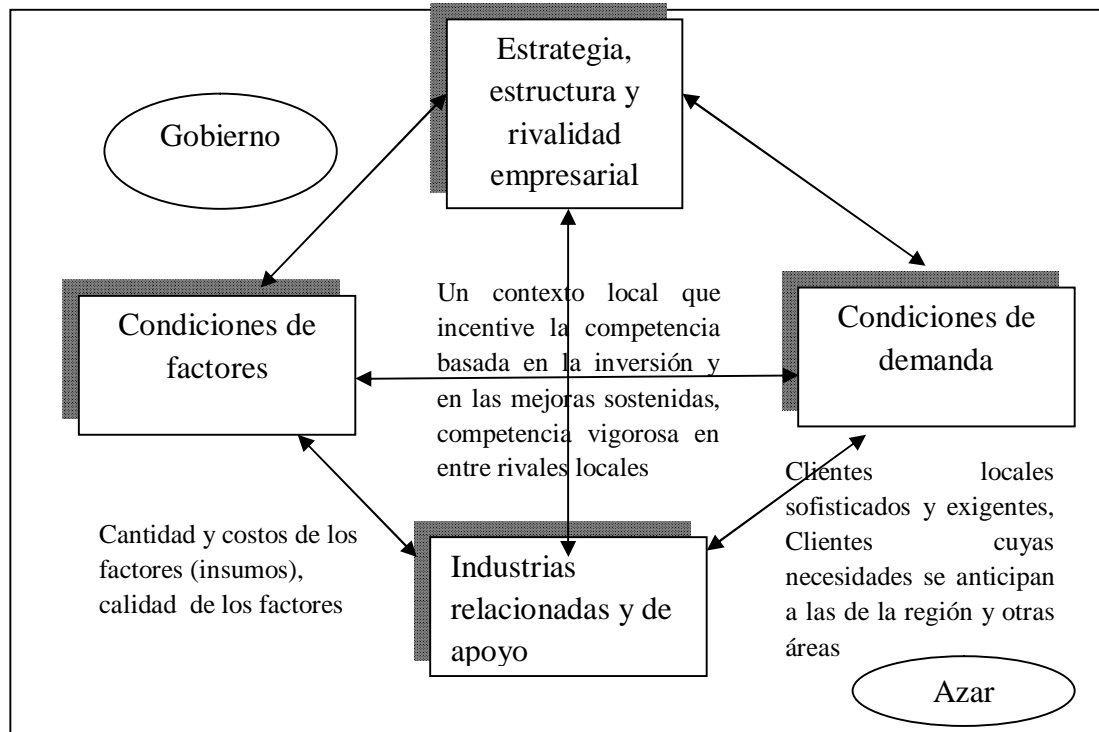 Estrategia,
estructura y
rivalidad
empresarial
Gobierno
Condiciones de
factores
Un contexto local que
incentive la competencia
basada en la inversión y
en las mejoras sostenidas,
competencia vigorosa en
entre rivales locales
Condiciones de
demanda
Cantidad y costos de los
factores (insumos),
calidad de los factores
Industrias
relacionadas y de
apoyo
Clientes locales
sofisticados y exigentes,
Clientes cuyas
necesidades se anticipan
a las de la región y otras
áreas
Azar